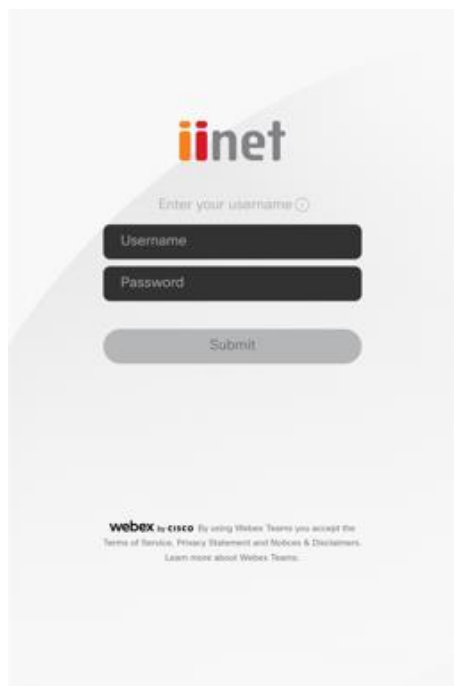 iinet
Enter your username
Username
Password
Submit
webex by CISCO By using Webex Teams you accept the
Terms of Service, Privacy Statement and Notices & Disclaimers.
Learn more about Webex Teams.